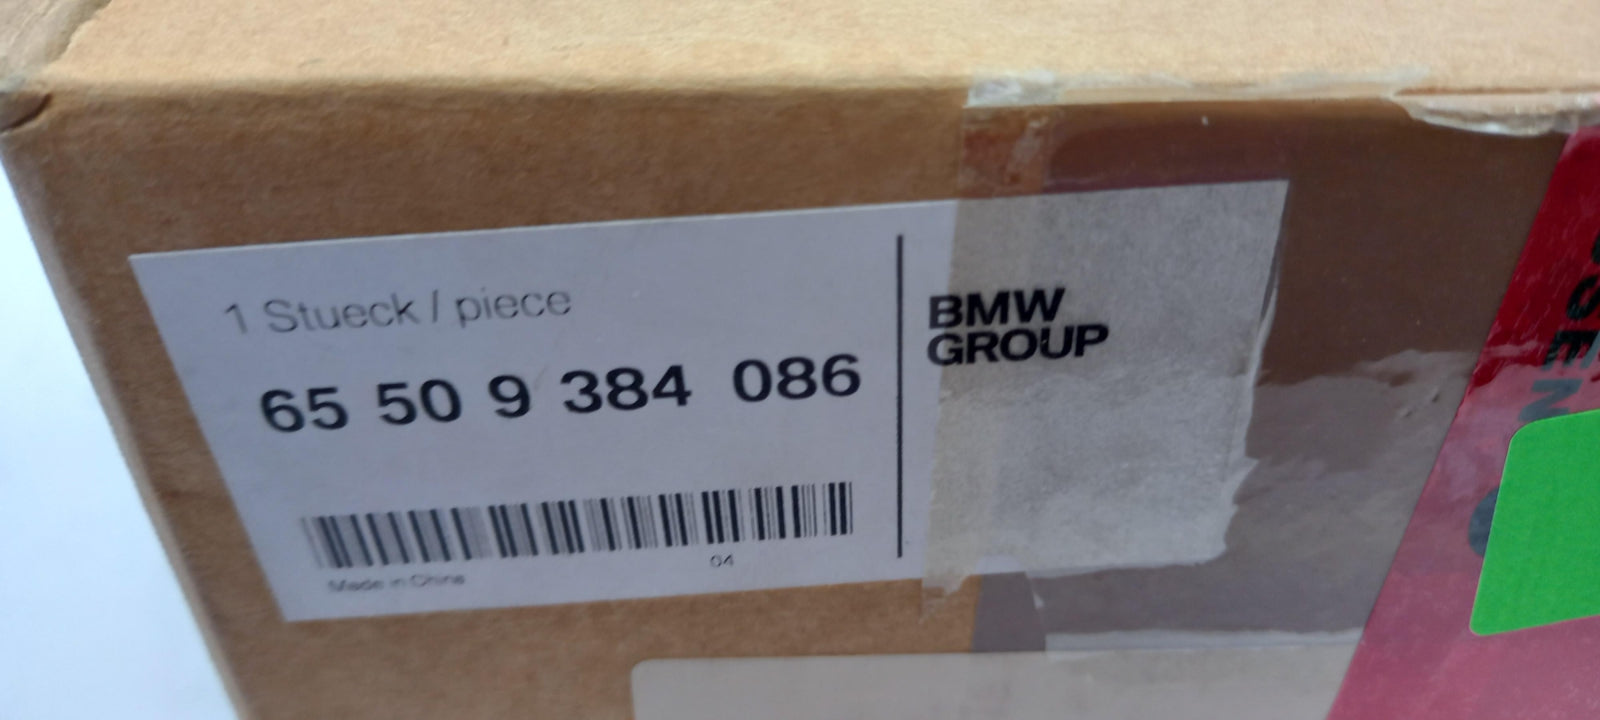 1 Stueck / piece
65 50 9 384 086
04
Made in China
BMW
GROUP